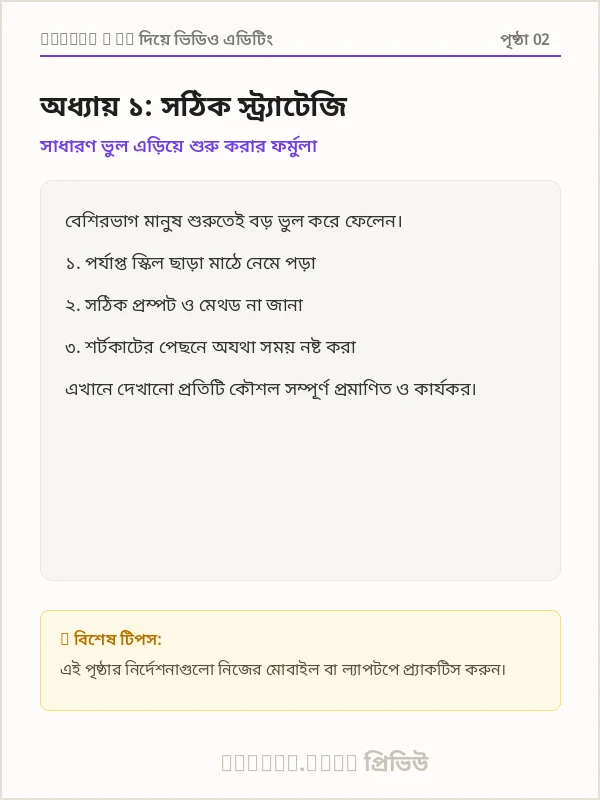 দিয়ে ভিডিও এডিটিং
পৃষ্ঠা 02
অধ্যায় ১: সঠিক স্ট্র্যাটেজি
সাধারণ ভুল এড়িয়ে শুরু করার ফর্মুলা
বেশিরভাগ মানুষ শুরুতেই বড় ভুল করে ফেলেন।
১. পর্যাপ্ত স্কিল ছাড়া মাঠে নেমে পড়া
২. সঠিক প্রম্পট ও মেথড না জানা
৩. শর্টকাটের পেছনে অযথা সময় নষ্ট করা
এখানে দেখানো প্রতিটি কৌশল সম্পূর্ণ প্রমাণিত ও কার্যকর।
বিশেষ টিপস:
এই পৃষ্ঠার নির্দেশনাগুলো নিজের মোবাইল বা ল্যাপটপে প্র্যাকটিস করুন।
প্রিভিউ